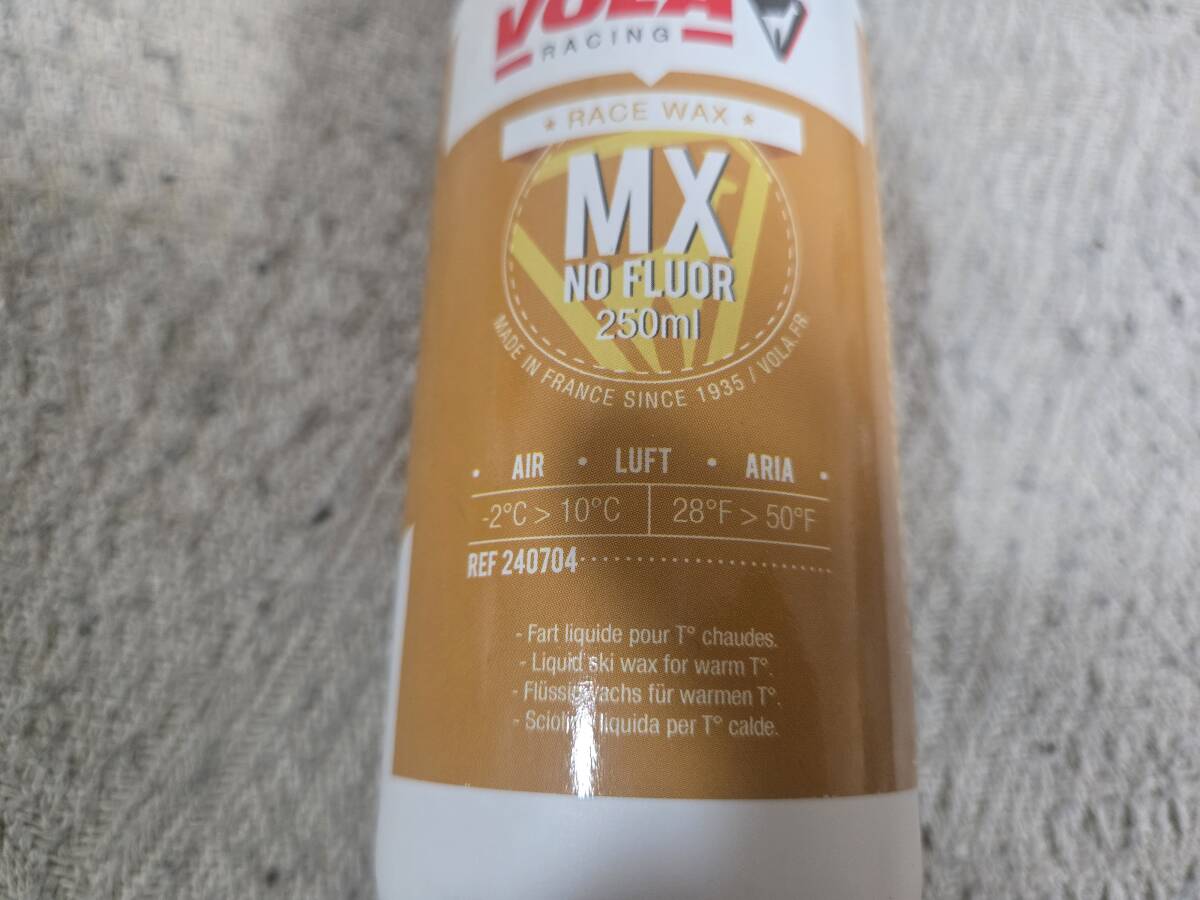 VOLA
RACING
RACE WAX
MX
NO FLUOR
250ml
MADE IN FRANCE SINCE 1935 / VOLA.FR
• AIR • LUFT • ARIA •
-2°C > 10°C | 28°F > 50°F
REF 240704
- Fart liquide pour T° chaudes.
- Liquid ski wax for warm T°.
- für warmen T°.
- liquida per T° calde.